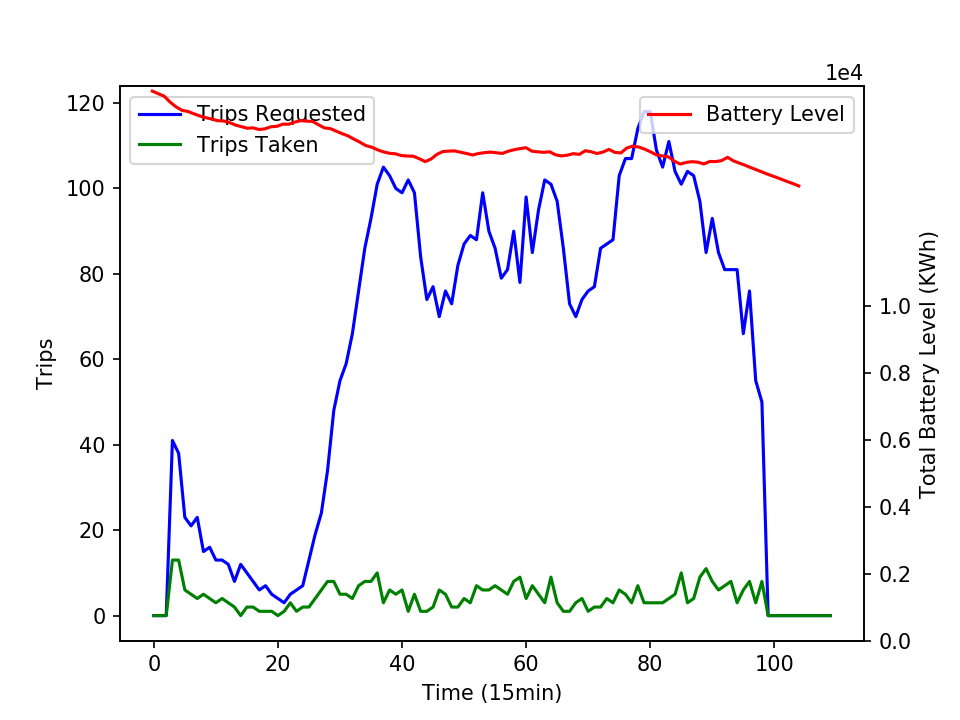 1e4
Trips Requested
Trips Taken
Battery Level
120
100
80
60
40
20
0
Trips
1.0
0.8
0.6
0.4
0.2
0.0
Total Battery Level (KWh)
0 20 40 60 80 100
Time (15min)